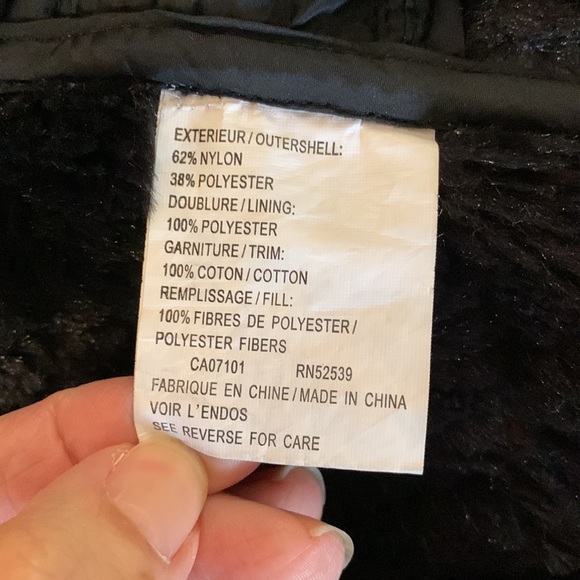 EXTERIEUR/OUTERSHELL:
62% NYLON
38% POLYESTER
DOUBLURE/LINING:
100% POLYESTER
GARNITURE/TRIM:
100% COTON/COTTON
REMPLISSAGE/FILL:
100% FIBRES DE POLYESTER/
POLYESTER FIBERS
CA07101 RN52539
FABRIQUE EN CHINE/MADE IN CHINA
VOIR L'ENDOS
SEE REVERSE FOR CARE